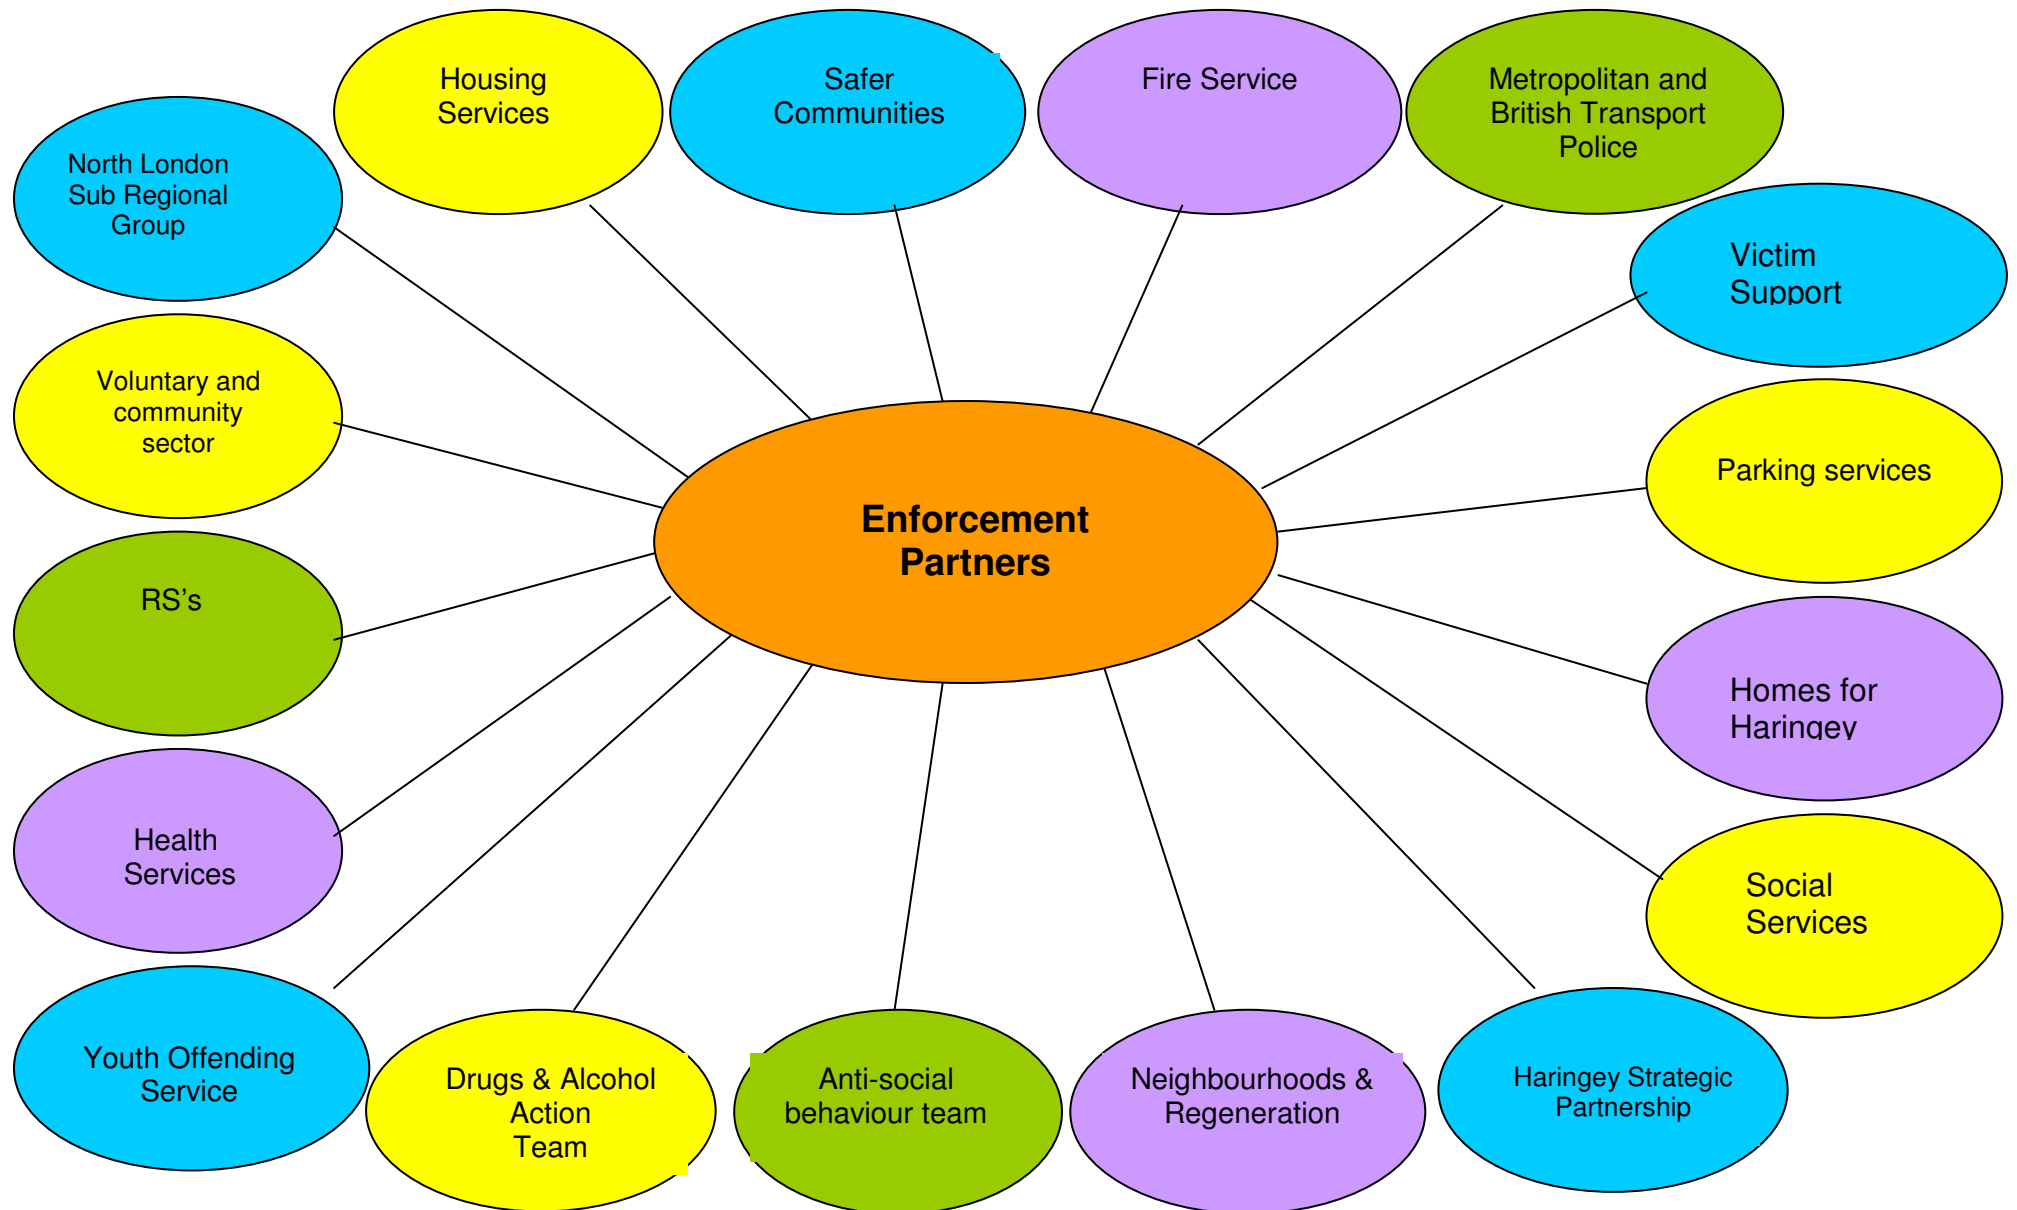 Housing
Services
Safer
Communities
Fire Service
Metropolitan and
British Transport
Police
North London
Sub Regional
Group
Victim
Support
Voluntary and
community
sector
Parking services
Enforcement
Partners
RS's
Homes for
Haringey
Health
Services
Social
Services
Youth Offending
Service
Drugs & Alcohol
Action
Team
Anti-social
behaviour team
Neighbourhoods &
Regeneration
Haringey Strategic
Partnership